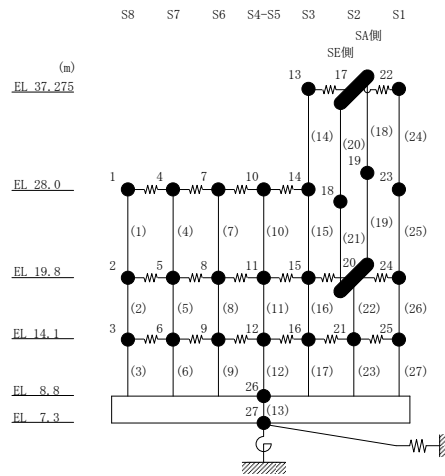 S8 S7 S6 S4-S5 S3 S2 S1
SA側
SE側
(m)
EL 37.275 13 17 22
(14) (20) (18) (24)
19
EL 28.0 1 4 7 10 14 23
18
(1) (4) (7) (10) (15) (21) (19) (25)
EL 19.8 2 5 8 11 15 20 24
(2) (5) (8) (11) (16) (22) (26)
EL 14.1 3 6 9 12 16 21 25
(3) (6) (9) (12) (17) (23) (27)
EL 8.8 26
(13)
EL 7.3 27